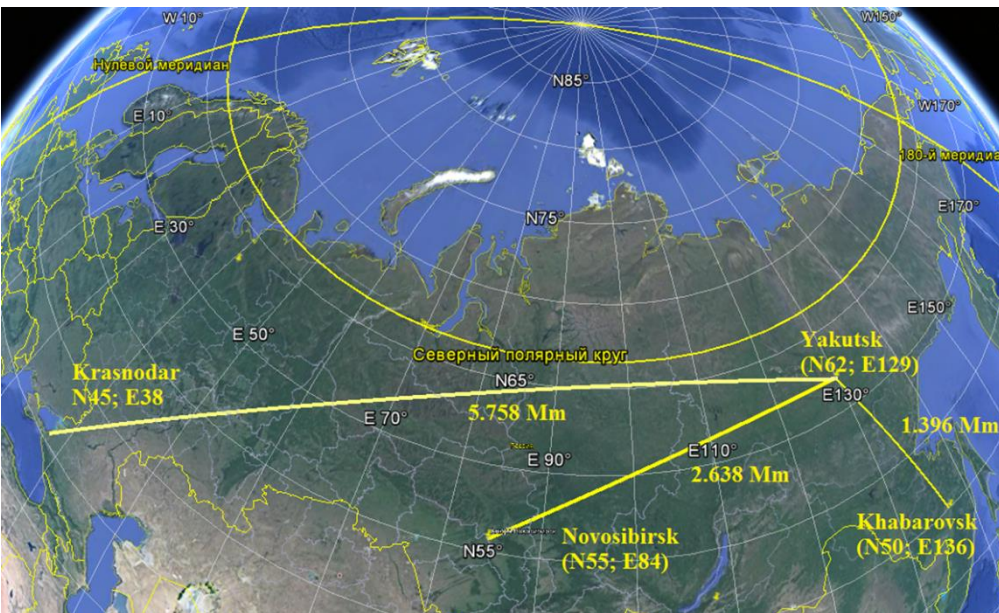 W 10°
W150°
Нулевой меридиан
N85°
W170°
E 10°
180-й меридиа
N75°
E170°
E 30°
E150°
E 50°
Северный полярный круг
Yakutsk
(N62; E129)
Krasnodar
N45; E38
N65°
E130°
5.758 Mm
E 70°
1.396 Mm
E110°
E 90°
2.638 Mm
Khabarovsk
(N50; E136)
Novosibirsk
(N55; E84)
N55°